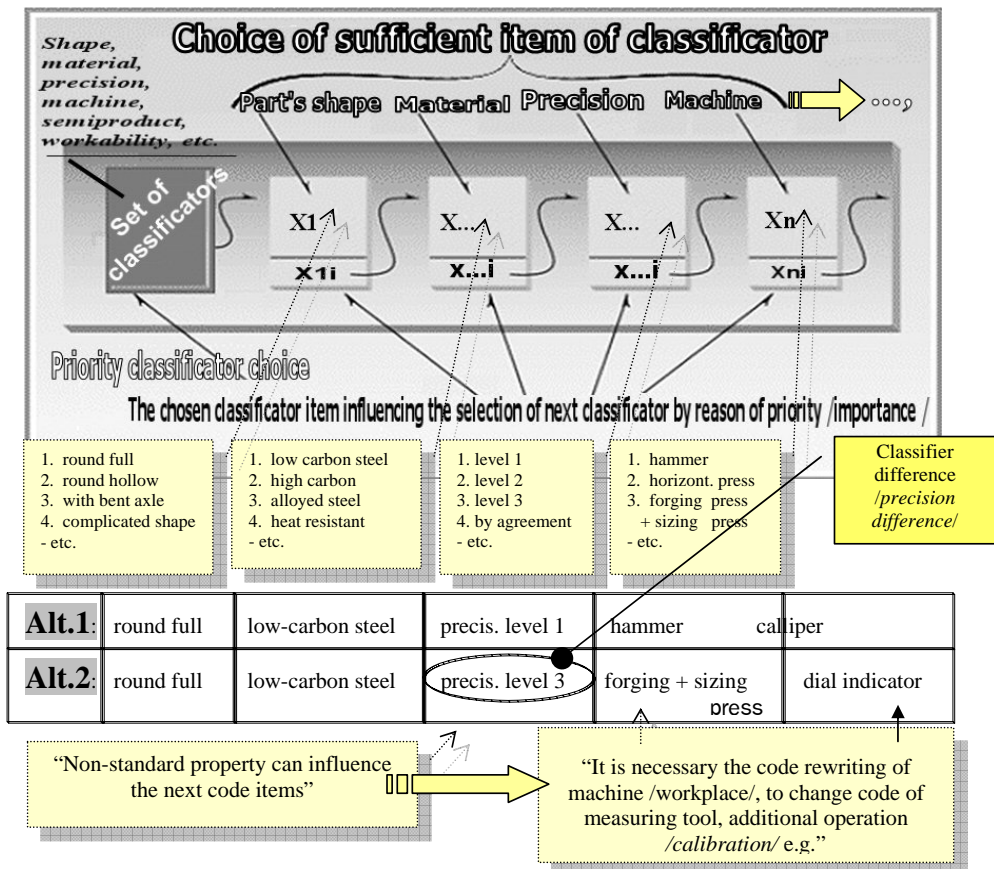 Choice of sufficient item of classificator
Shape,
material,
precision,
machine,
semiproduct,
workability, etc.
Part's shape Material Precision Machine ....,
Set of
classificators
X1 X... X... Xn
X1i x...i x...i Xni
Priority classificator choice
The chosen classificator item influencing the selection of next classificator by reason of priority /importance /
1. round full
2. round hollow
3. with bent axle
4. complicated shape
- etc.
1. low carbon steel
2. high carbon
3. alloyed steel
4. heat resistant
- etc.
1. level 1
2. level 2
3. level 3
4. by agreement
- etc.
1. hammer
2. horizont. press
3. forging press
+ sizing press
- etc.
Classifier
difference
/precision
difference/
Alt.1: round full low-carbon steel precis. level 1 hammer calliper
Alt.2: round full low-carbon steel precis. level 3 forging + sizing dial indicator
press
“Non-standard property can influence
the next code items”
“It is necessary the code rewriting of
machine /workplace/, to change code of
measuring tool, additional operation
/calibration/ e.g.”